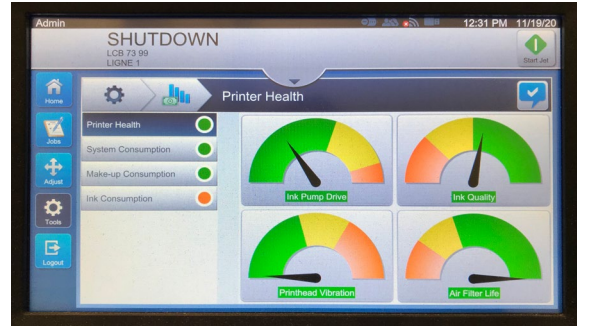 Admin
12:31 PM 11/19/20
SHUTDOWN
LCB 73 99
LIGNE 1
Start Jet
Home
Printer Health
Jobs
Printer Health
System Consumption
Adjust
Make-up Consumption
Ink Consumption
Tools
Logout
Ink Pump Drive
Ink Quality
Printhead Vibration
Air Filter Life